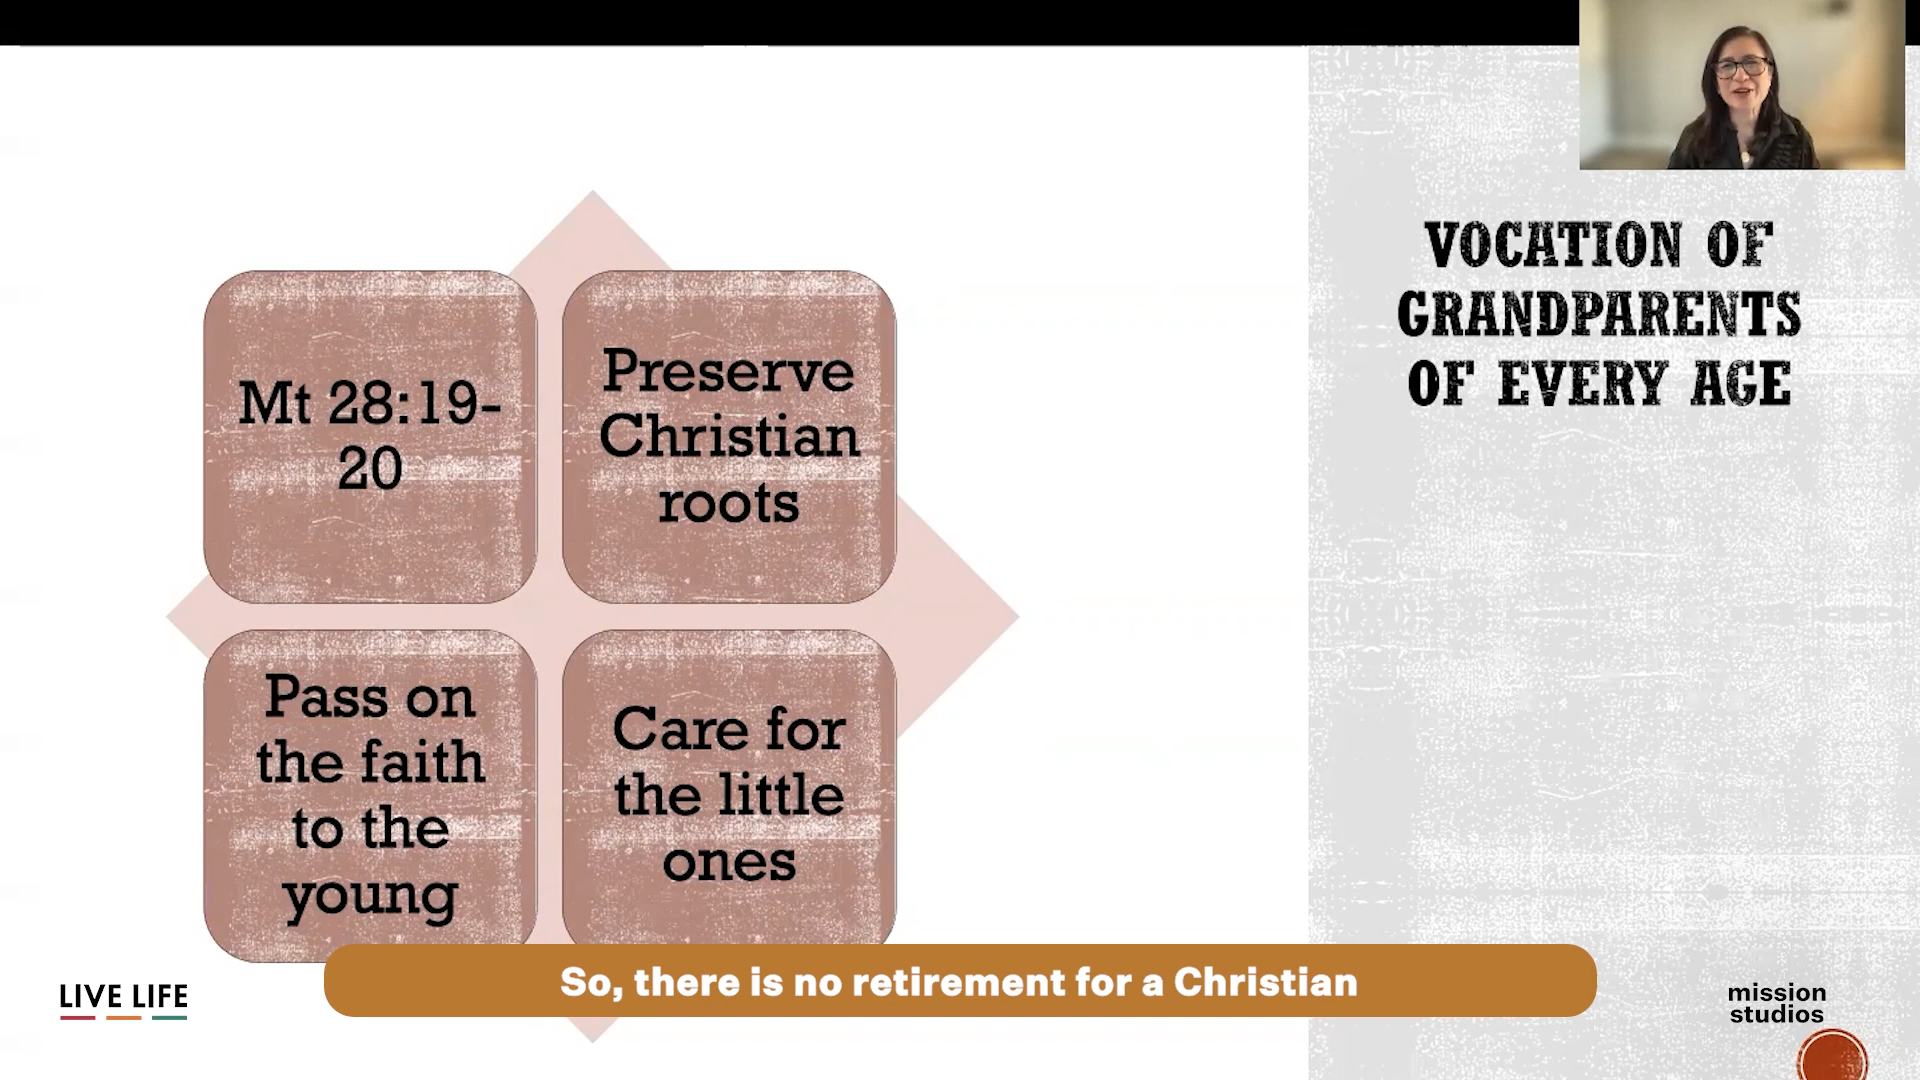 VOCATION OF
GRANDPARENTS
OF EVERY AGE
Mt 28:19-
20
Preserve
Christian
roots
Pass on
the faith
to the
young
Care for
the little
ones
So, there is no retirement for a Christian
LIVE LIFE
mission
studios